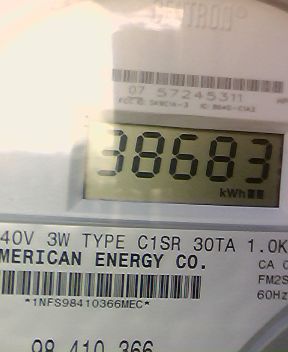 CENTRON®
07 57245311
38683
kWh
40V 3W TYPE C1SR 30TA 1.0K
MERICAN ENERGY CO.
CA
FM2S
60Hz
*1NFS98410366MEC*
98 410 366